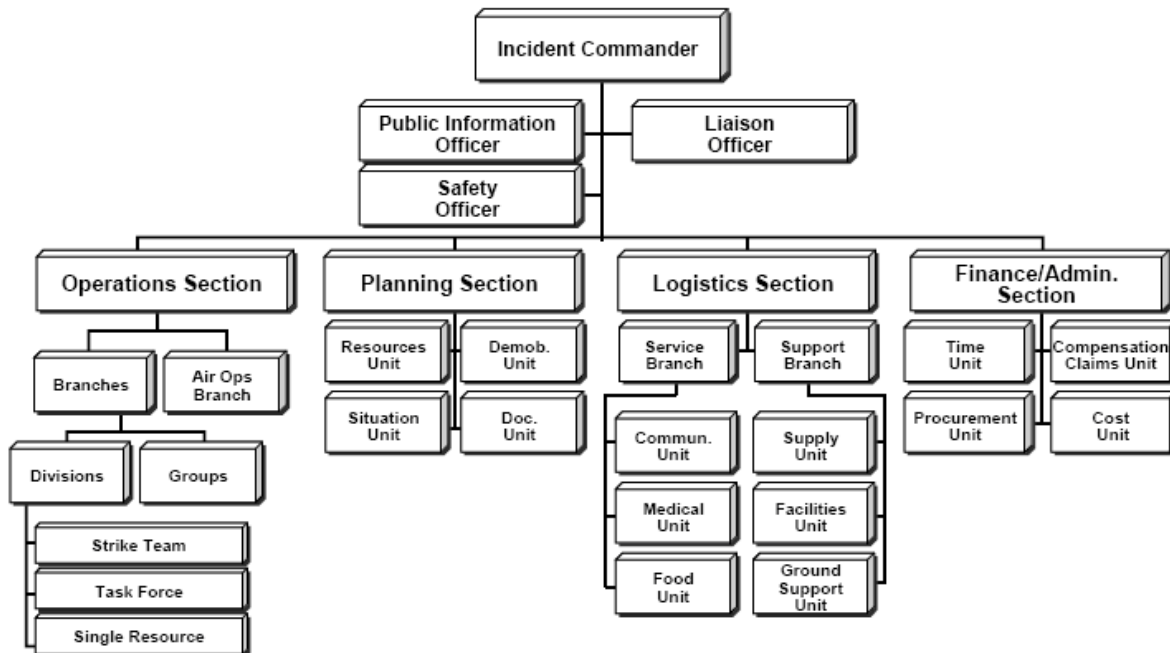 Incident Commander
Public Information
Officer
Liaison
Officer
Safety
Officer
Operations Section
Planning Section
Logistics Section
Finance/Admin.
Section
Branches
Air Ops
Branch
Divisions
Groups
Strike Team
Task Force
Single Resource
Resources
Unit
Demob.
Unit
Situation
Unit
Doc.
Unit
Service
Branch
Support
Branch
Commun.
Unit
Supply
Unit
Medical
Unit
Facilities
Unit
Food
Unit
Ground
Support
Unit
Time
Unit
Compensation
Claims Unit
Procurement
Unit
Cost
Unit